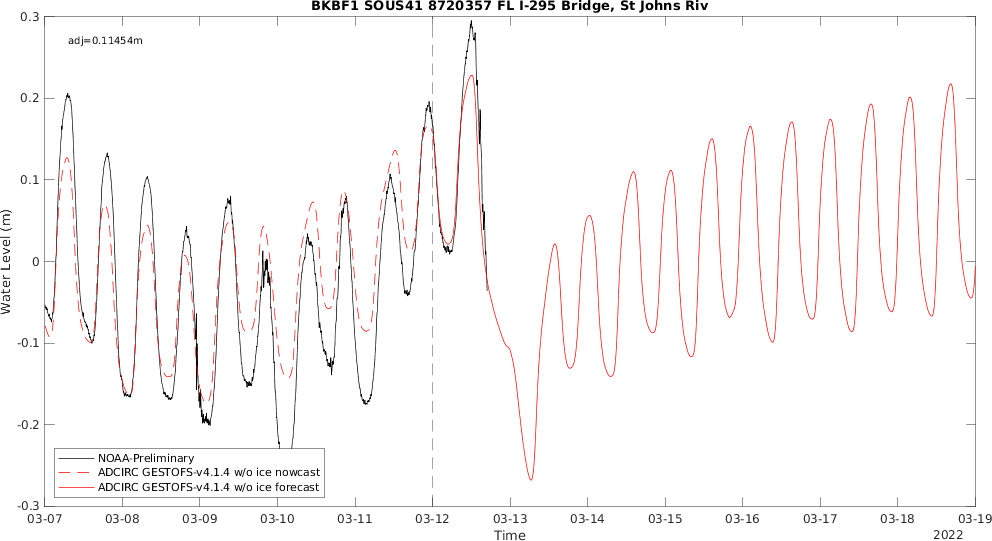 BKBF1 SOUS41 8720357 FL I-295 Bridge, St Johns Riv
adj=0.11454m
0.3
0.2
0.1
0
-0.1
-0.2
-0.3
Water Level (m)
NOAA-Preliminary
ADCIRC GESTOFS-v4.1.4 w/o ice nowcast
ADCIRC GESTOFS-v4.1.4 w/o ice forecast
03-07 03-08 03-09 03-10 03-11 03-12 03-13 03-14 03-15 03-16 03-17 03-18 03-19
Time
2022